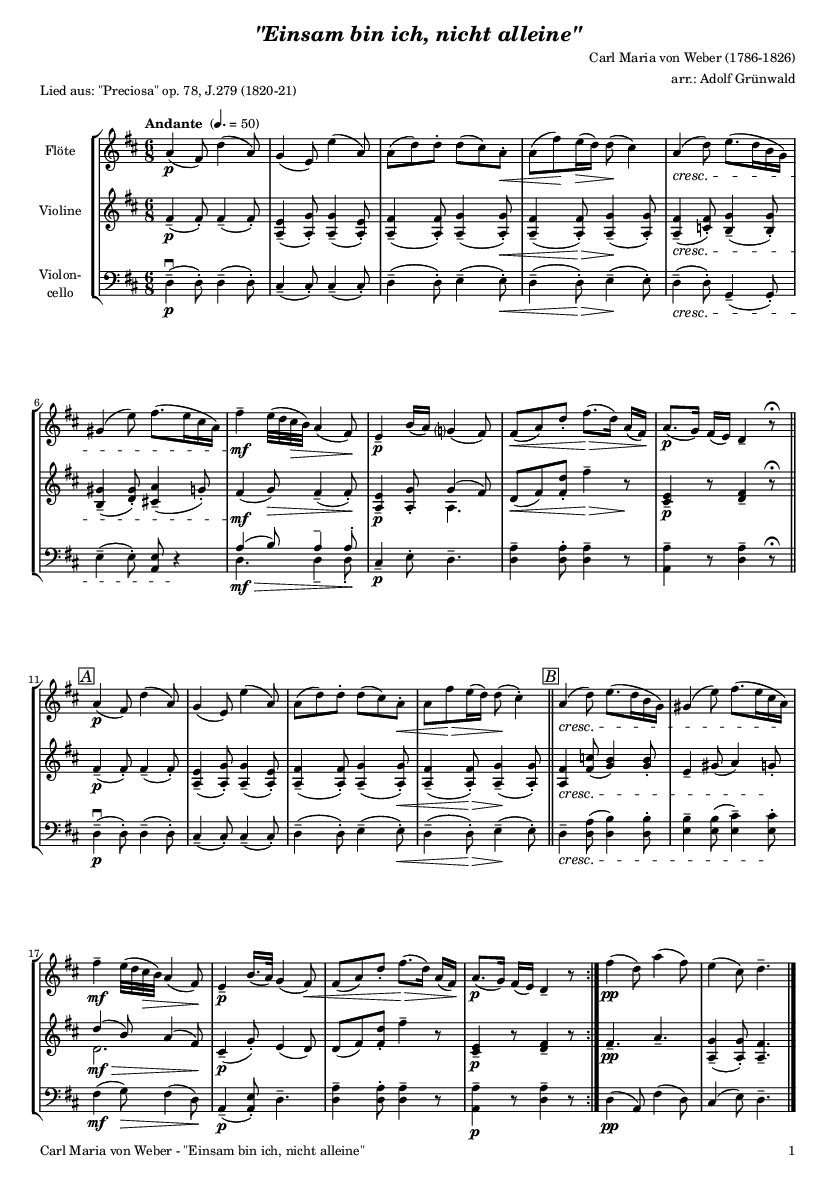 "Einsam bin ich, nicht alleine"
Carl Maria von Weber (1786-1826)
arr.: Adolf Grünwald
Lied aus: "Preciosa" op. 78, J.279 (1820-21)
Andante (♩. = 50)
Flöte
p
cresc.
Violine
p
cresc.
Violon-
cello
p
cresc.
6
mf
p
p
mf
p
p
mf
p
11
A
B
p
cresc.
p
cresc.
p
cresc.
17
mf
p
p
pp
mf
p
p
pp
mf
p
p
pp
Carl Maria von Weber - "Einsam bin ich, nicht alleine"
1